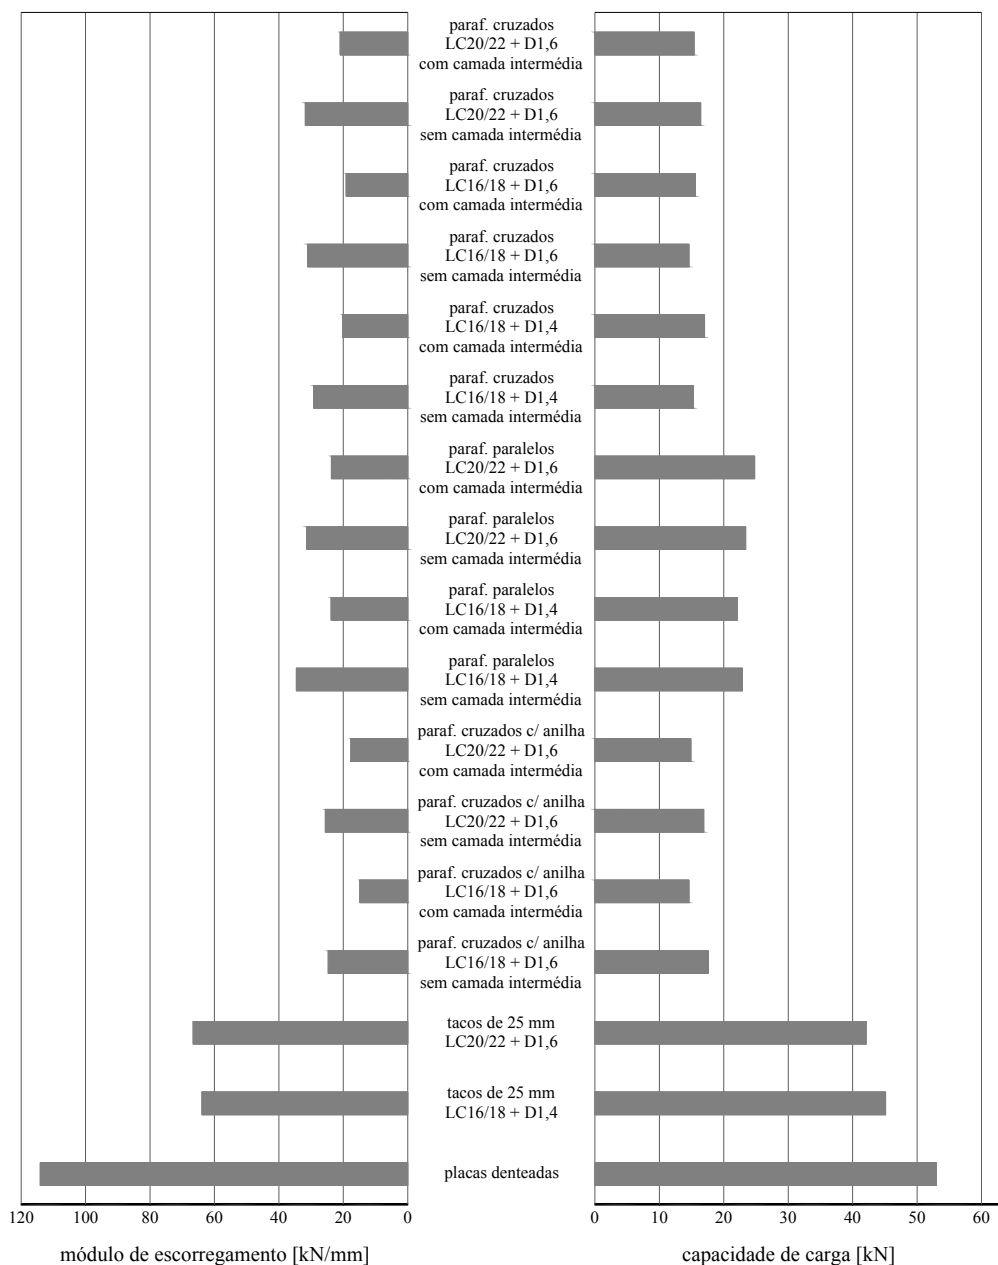 paraf. cruzados
LC20/22 + D1,6
com camada intermédia
paraf. cruzados
LC20/22 + D1,6
sem camada intermédia
paraf. cruzados
LC16/18 + D1,6
com camada intermédia
paraf. cruzados
LC16/18 + D1,6
sem camada intermédia
paraf. cruzados
LC16/18 + D1,4
com camada intermédia
paraf. cruzados
LC16/18 + D1,4
sem camada intermédia
paraf. paralelos
LC20/22 + D1,6
com camada intermédia
paraf. paralelos
LC20/22 + D1,6
sem camada intermédia
paraf. paralelos
LC16/18 + D1,4
com camada intermédia
paraf. paralelos
LC16/18 + D1,4
sem camada intermédia
paraf. cruzados c/ anilha
LC20/22 + D1,6
com camada intermédia
paraf. cruzados c/ anilha
LC20/22 + D1,6
sem camada intermédia
paraf. cruzados c/ anilha
LC16/18 + D1,6
com camada intermédia
paraf. cruzados c/ anilha
LC16/18 + D1,6
sem camada intermédia
tacos de 25 mm
LC20/22 + D1,6
tacos de 25 mm
LC16/18 + D1,4
placas denteadas
120 100 80 60 40 20 0
0 10 20 30 40 50 60
módulo de escorregamento [kN/mm]
capacidade de carga [kN]